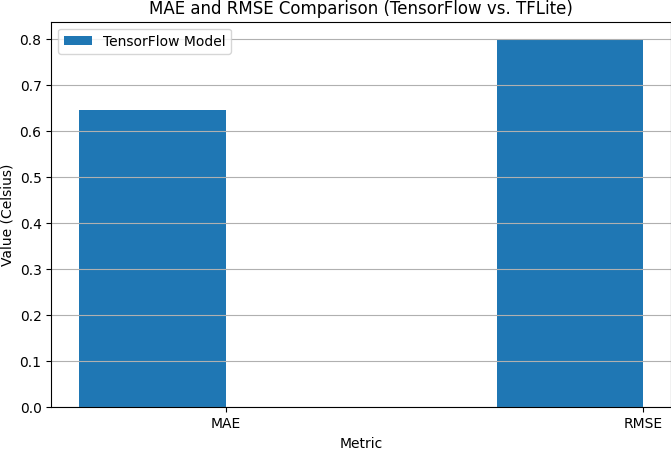 MAE and RMSE Comparison (TensorFlow vs. TFLite)
TensorFlow Model
0.8
0.7
0.6
0.5
0.4
0.3
0.2
0.1
0.0
Value (Celsius)
MAE
RMSE
Metric